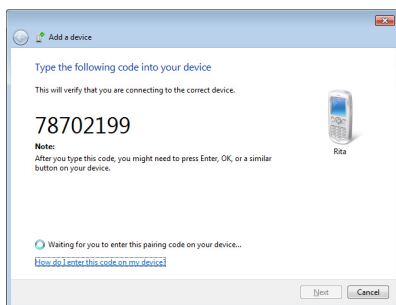 Add a device
Type the following code into your device
This will verify that you are connecting to the correct device.
78702199
Note:
After you type this code, you might need to press Enter, OK, or a similar
button on your device.
Rita
Waiting for you to enter this pairing code on your device...
How do I enter this code on my device?
Next
Cancel